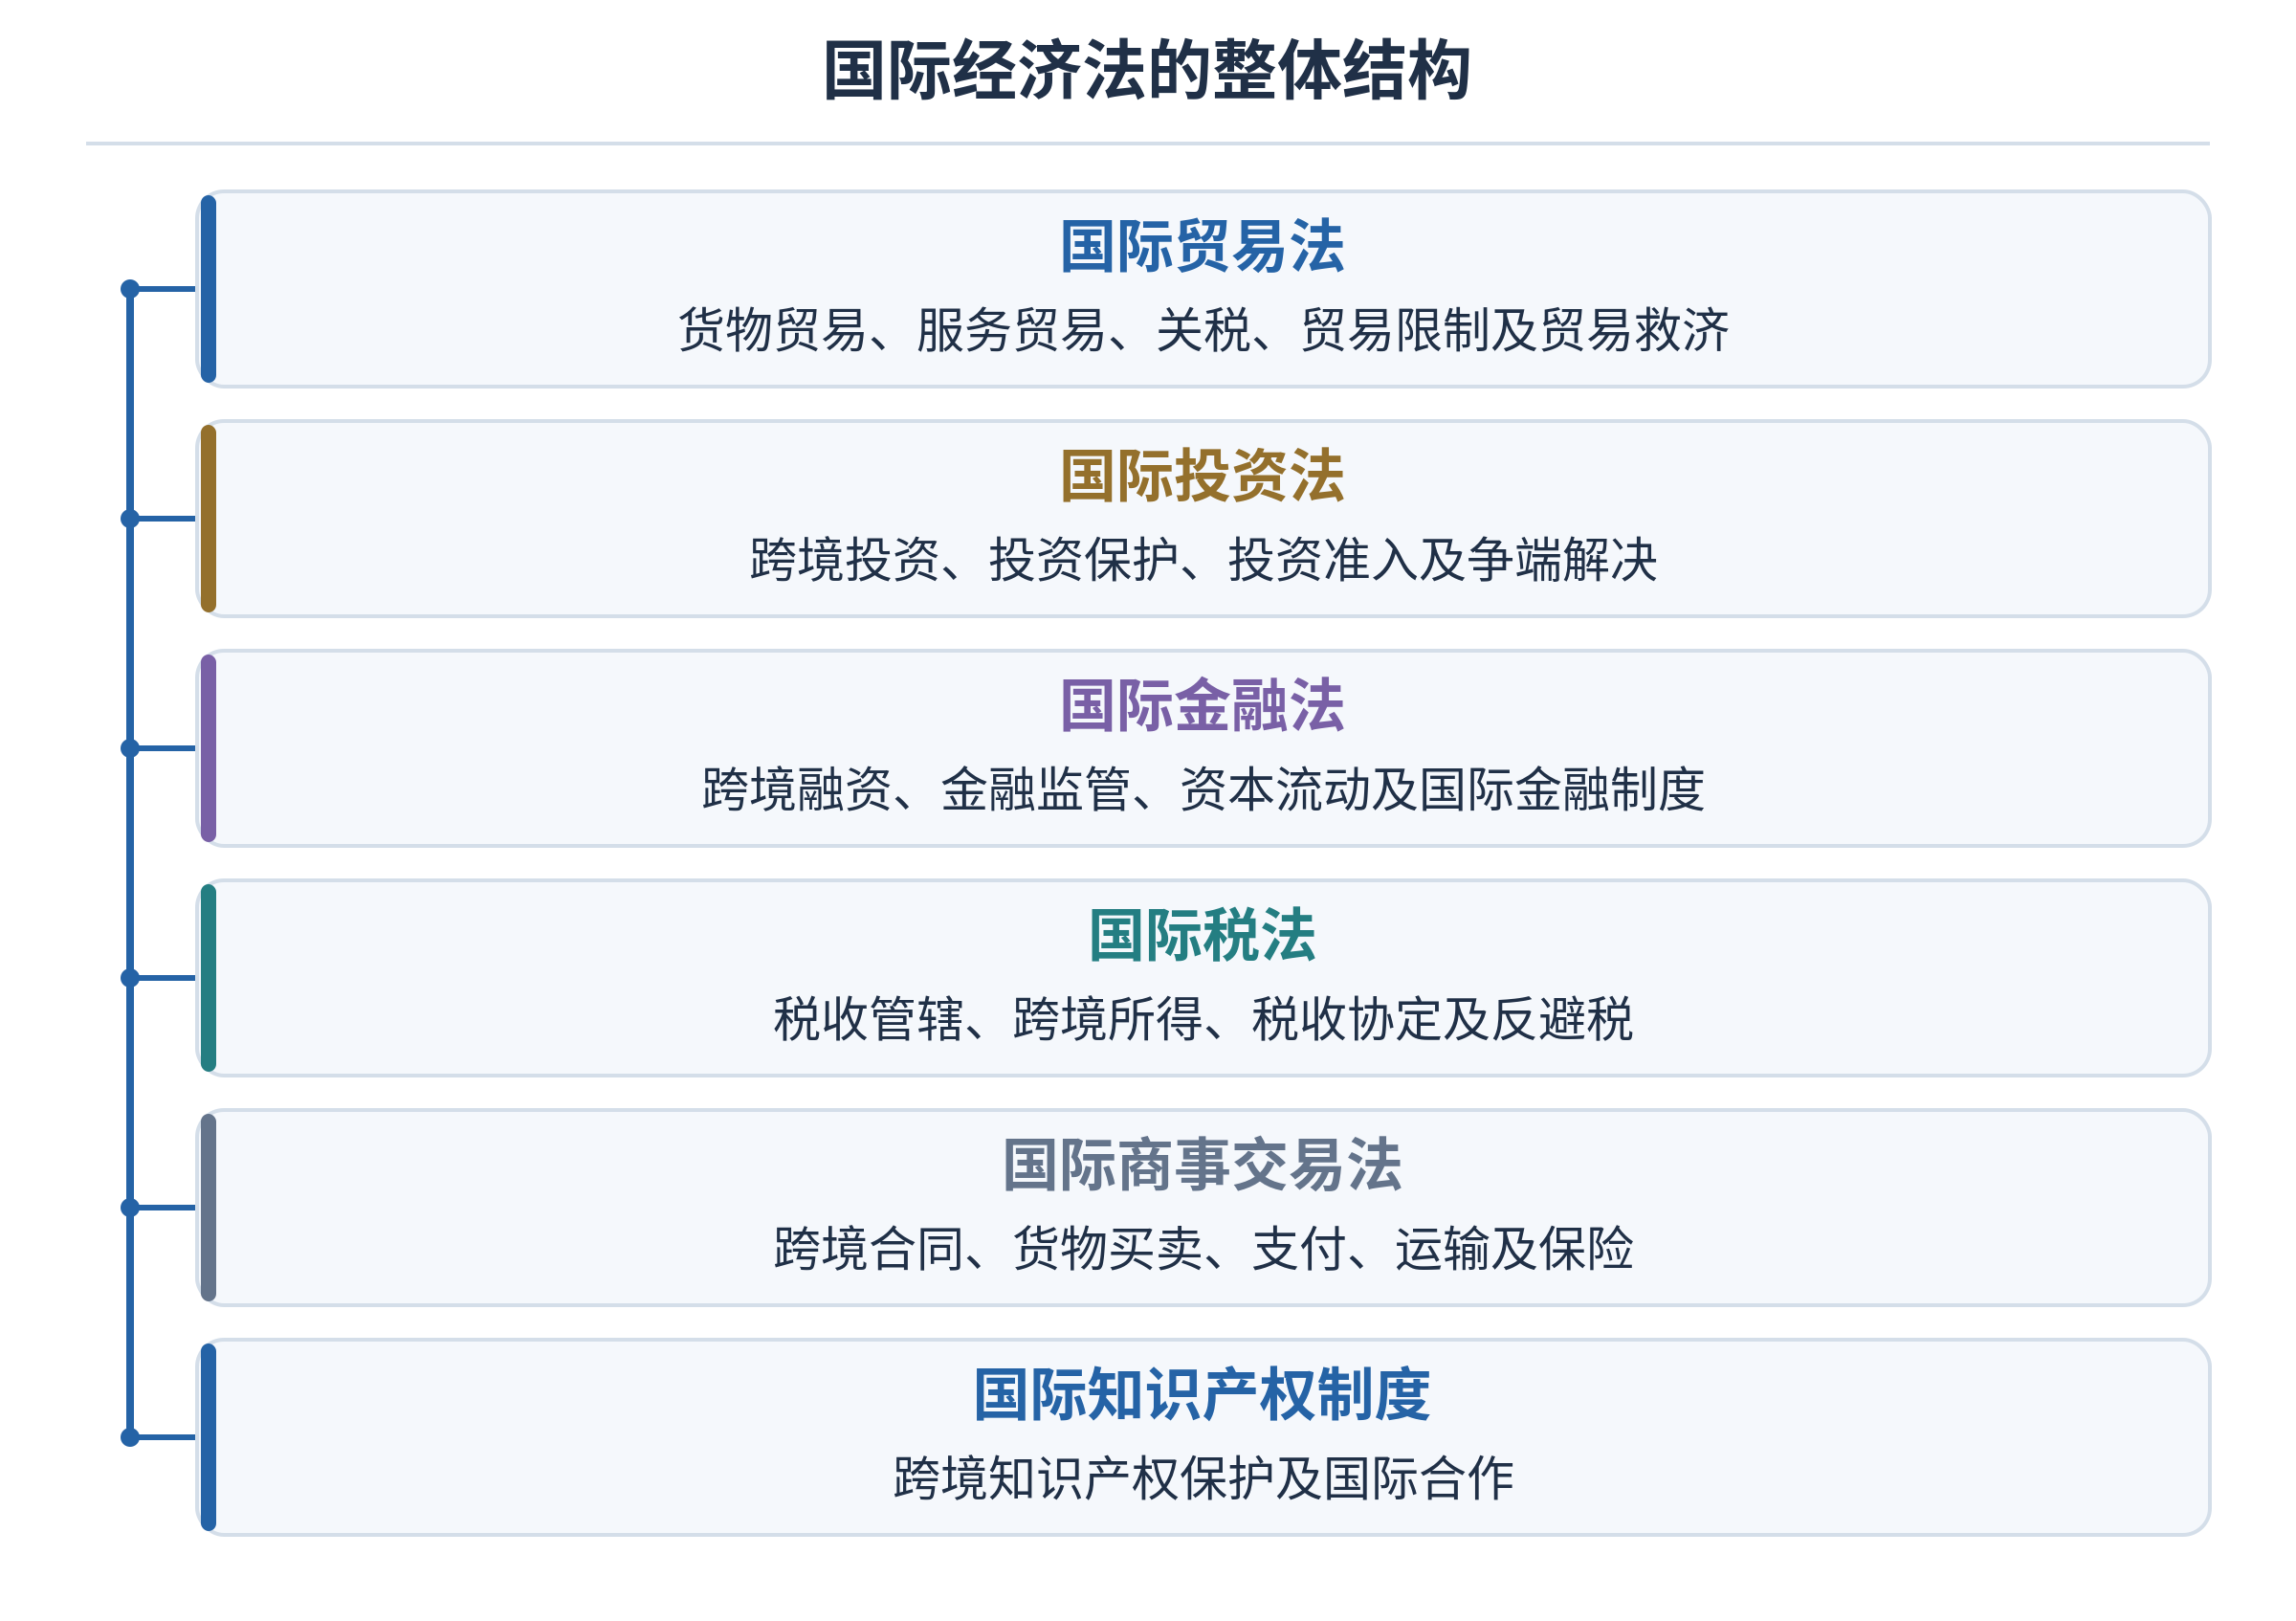 国际经济法的整体结构
国际贸易法
货物贸易、服务贸易、关税、贸易限制及贸易救济
国际投资法
跨境投资、投资保护、投资准入及争端解决
国际金融法
跨境融资、金融监管、资本流动及国际金融制度
国际税法
税收管辖、跨境所得、税收协定及反避税
国际商事交易法
跨境合同、货物买卖、支付、运输及保险
国际知识产权制度
跨境知识产权保护及国际合作